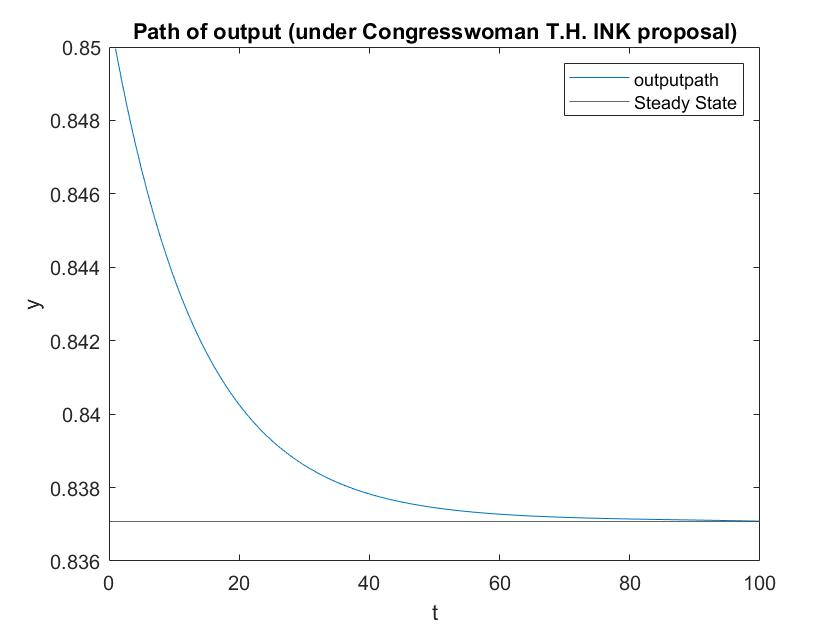 Path of output (under Congresswoman T.H. INK proposal)
0.85
0.848
0.846
0.844
0.842
0.84
0.838
0.836
y
outputpath
Steady State
0 20 40 60 80 100
t